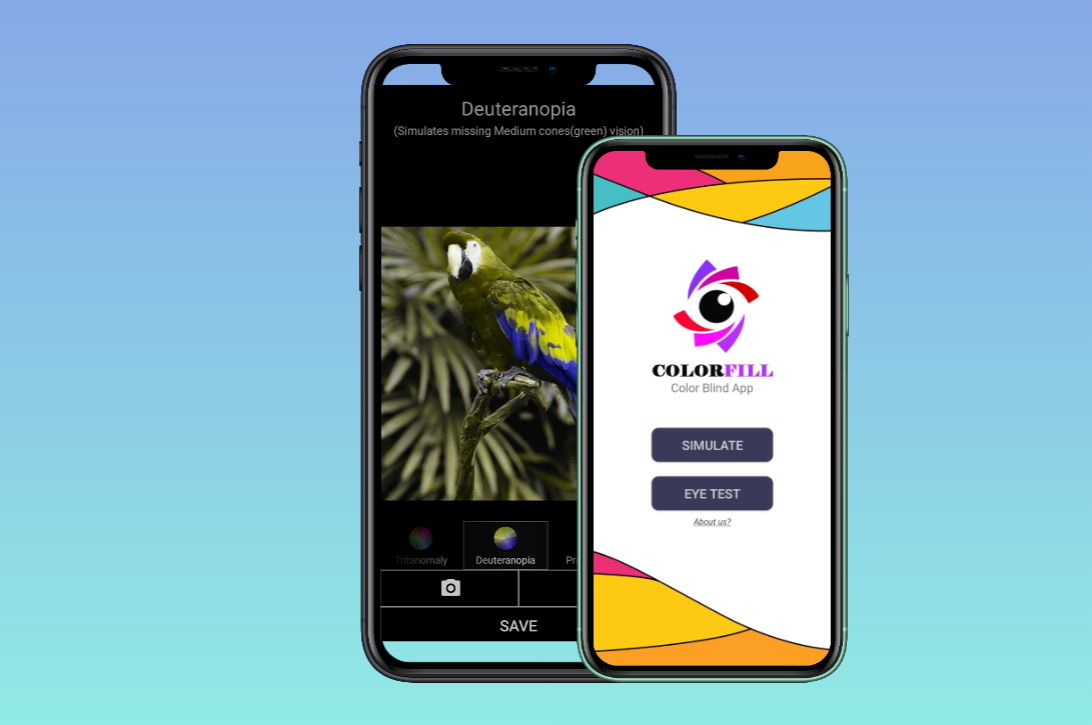 Deuteranopia
(Simulates missing Medium cones(green) vision)
Tritanomaly
Deuteranopia
Pr
SAVE
COLORFILL
Color Blind App
SIMULATE
EYE TEST
About us?